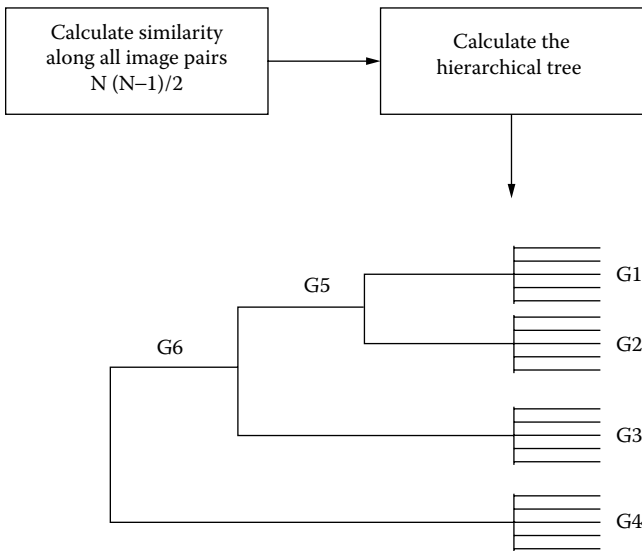 Calculate similarity
along all image pairs
N (N–1)/2
Calculate the
hierarchical tree
G1
G5
G2
G6
G3
G4